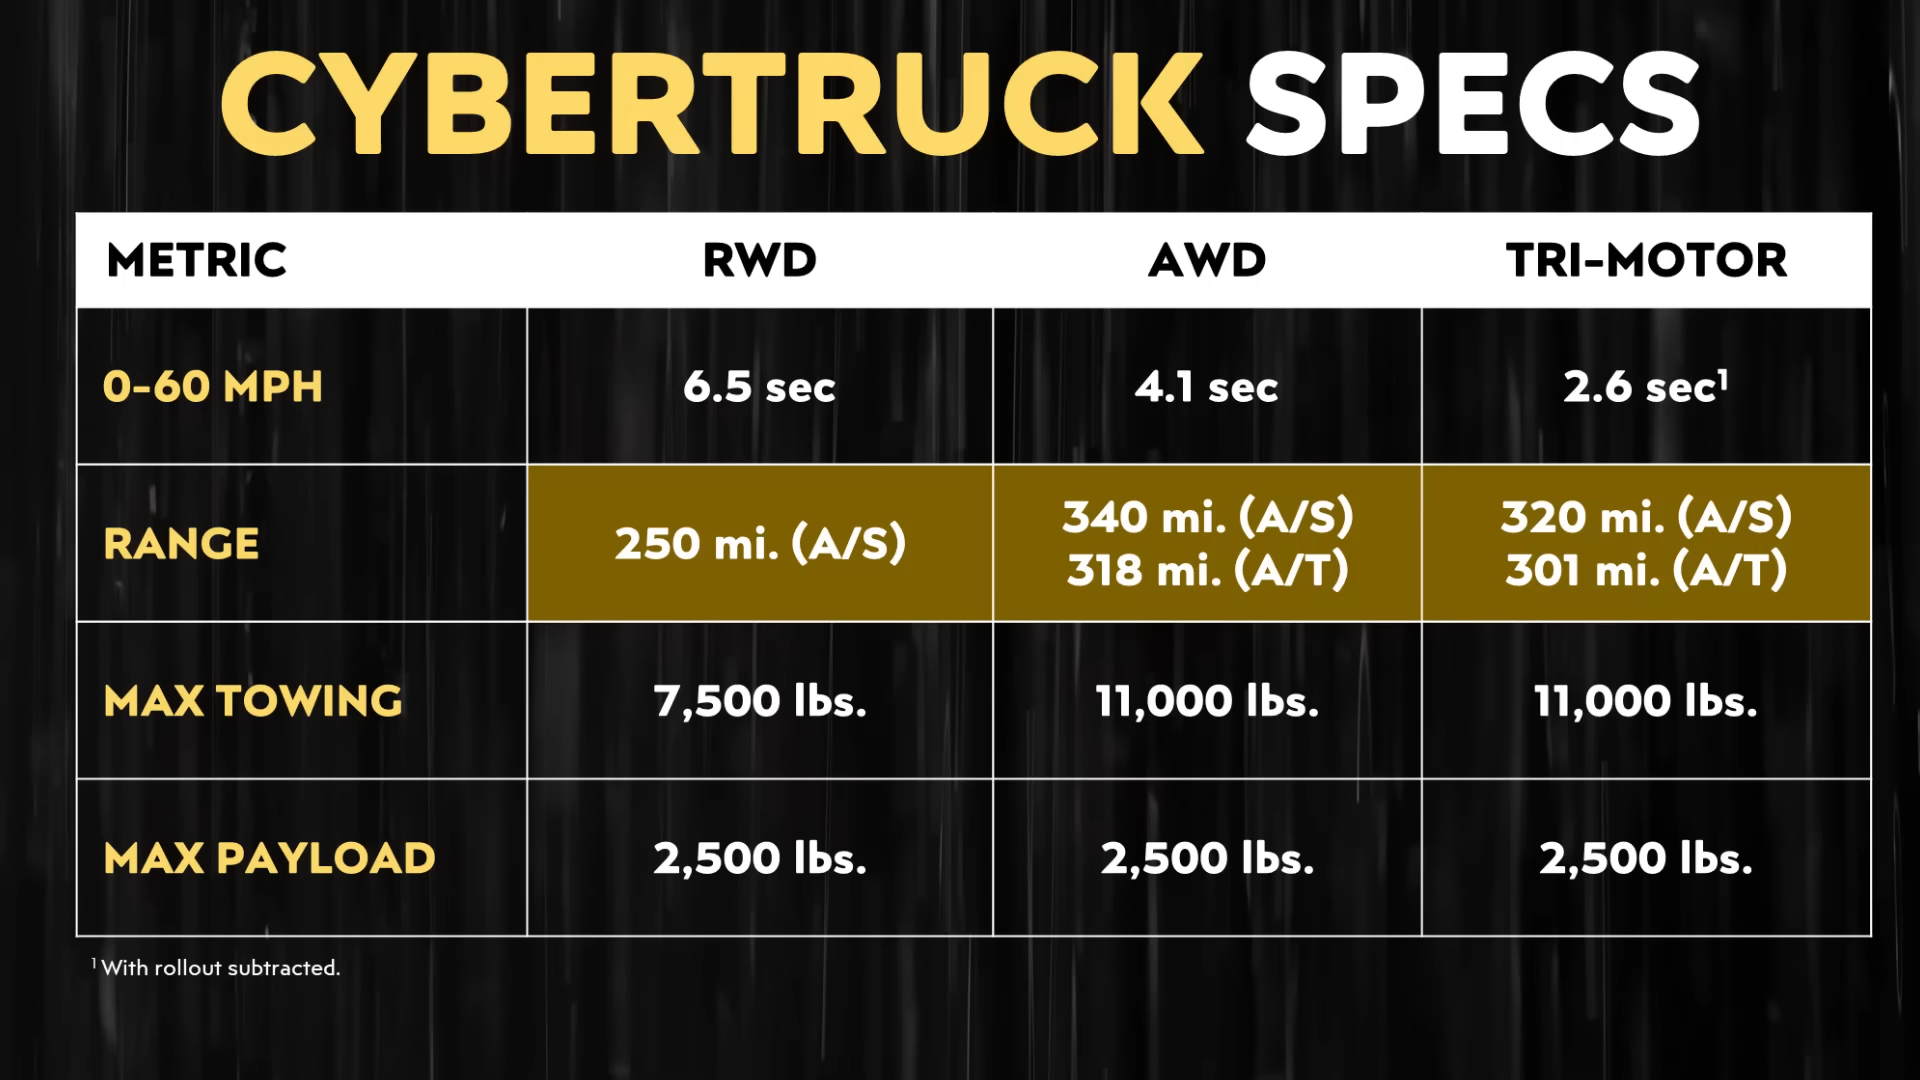 CYBERTRUCK SPECS
METRIC RWD AWD TRI-MOTOR
0-60 MPH 6.5 sec 4.1 sec 2.6 sec¹
RANGE 250 mi. (A/S) 340 mi. (A/S) 320 mi. (A/S)
318 mi. (A/T) 301 mi. (A/T)
MAX TOWING 7,500 lbs. 11,000 lbs. 11,000 lbs.
MAX PAYLOAD 2,500 lbs. 2,500 lbs. 2,500 lbs.
¹ With rollout subtracted.